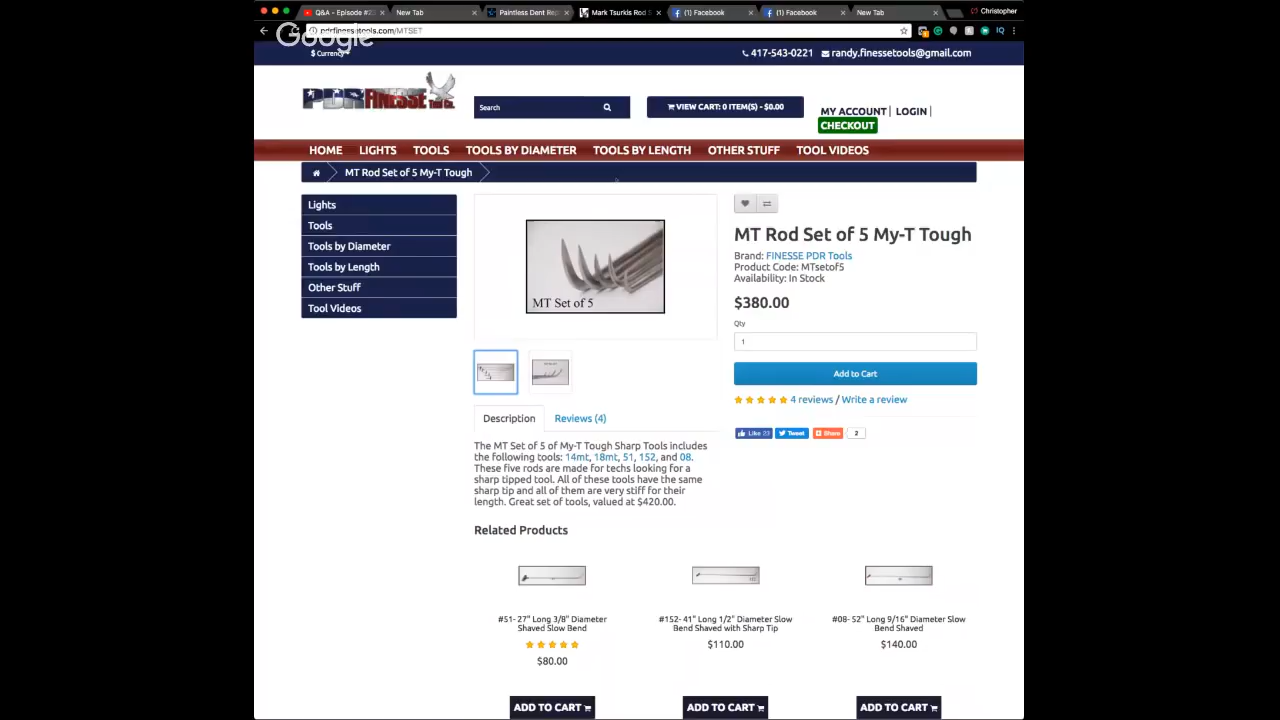 Q&A - Episode #2
New Tab
Paintless Dent Rep
Mark Tsurkis Rod S
(1) Facebook
(1) Facebook
New Tab
Christopher
pdrfinessetools.com/MTSET
Google
$ Currency
417-543-0221
randy.finessetools@gmail.com
PDRFINESSE TOOL CO.
Search
VIEW CART: 0 ITEM(S) - $0.00
MY ACCOUNT | LOGIN |
CHECKOUT
HOME
LIGHTS
TOOLS
TOOLS BY DIAMETER
TOOLS BY LENGTH
OTHER STUFF
TOOL VIDEOS
MT Rod Set of 5 My-T Tough
Lights
Tools
Tools by Diameter
Tools by Length
Other Stuff
Tool Videos
MT Set of 5
MT Rod Set of 5 My-T Tough
Brand: FINESSE PDR Tools
Product Code: MTsetof5
Availability: In Stock
$380.00
Qty
1
Add to Cart
4 reviews / Write a review
Like 23
Tweet
Share
2
Description
Reviews (4)
The MT Set of 5 of My-T Tough Sharp Tools includes
the following tools: 14mt, 18mt, 51, 152, and 08.
These five rods are made for techs looking for a
sharp tipped tool. All of these tools have the same
sharp tip and all of them are very stiff for their
length. Great set of tools, valued at $420.00.
Related Products
#51- 27" Long 3/8" Diameter
Shaved Slow Bend
$80.00
ADD TO CART
#152- 41" Long 1/2" Diameter Slow
Bend Shaved with Sharp Tip
$110.00
ADD TO CART
#08- 52" Long 9/16" Diameter Slow
Bend Shaved
$140.00
ADD TO CART